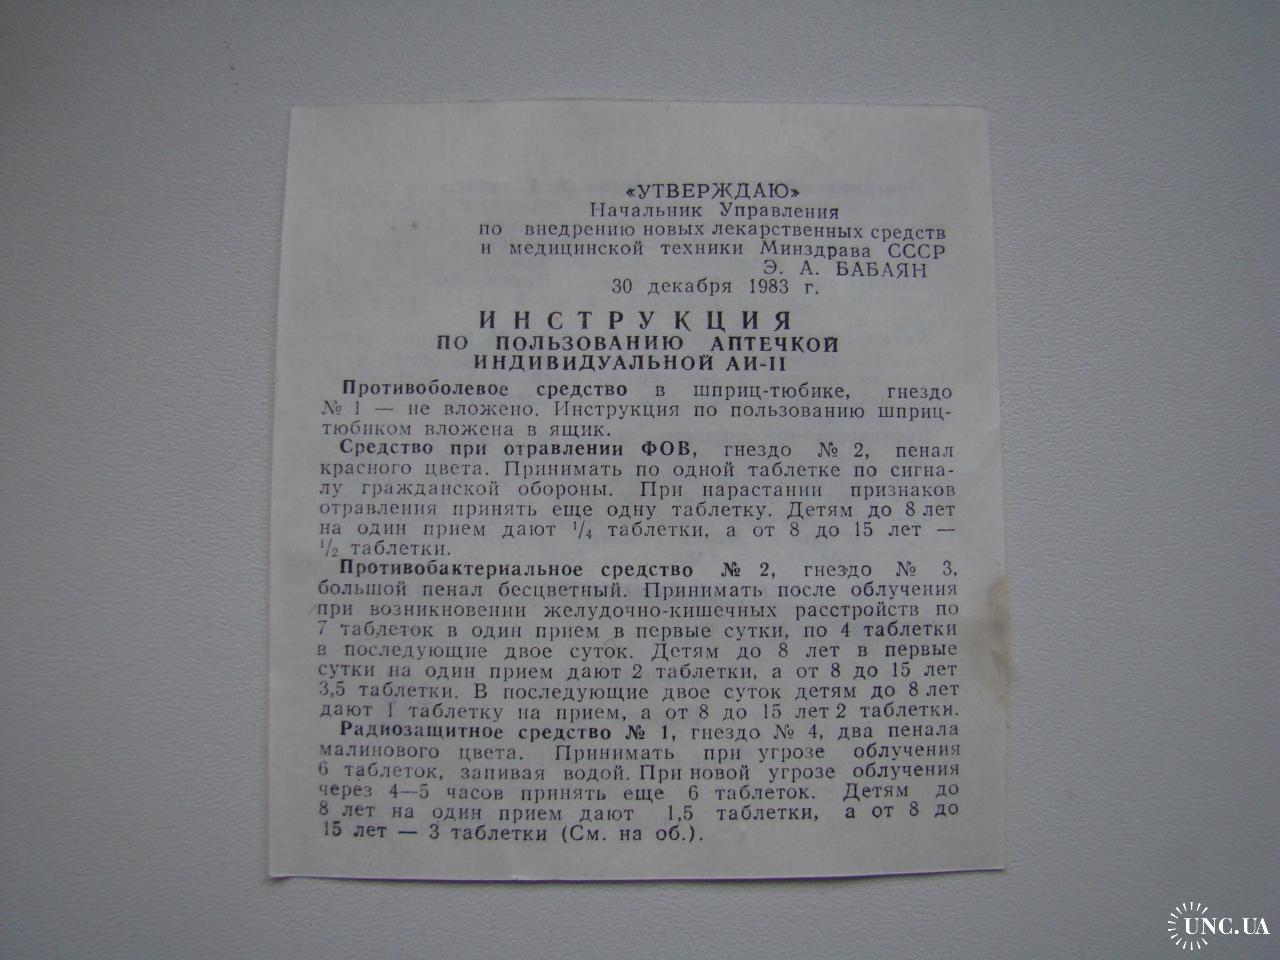 «УТВЕРЖДАЮ»
Начальник Управления
по внедрению новых лекарственных средств
и медицинской техники Минздрава СССР
Э. А. БАБАЯН
30 декабря 1983 г.
ИНСТРУКЦИЯ
ПО ПОЛЬЗОВАНИЮ АПТЕЧКОЙ
ИНДИВИДУАЛЬНОЙ АИ-II
Противоболевое средство в шприц-тюбике, гнездо
№ 1 — не вложено. Инструкция по пользованию шприц-
тюбиком вложена в ящик.
Средство при отравлении ФОВ, гнездо № 2, пенал
красного цвета. Принимать по одной таблетке по сигна-
лу гражданской обороны. При нарастании признаков
отравления принять еще одну таблетку. Детям до 8 лет
на один прием дают 1/4 таблетки, а от 8 до 15 лет —
1/2 таблетки.
Противобактериальное средство № 2, гнездо № 3,
большой пенал бесцветный. Принимать после облучения
при возникновении желудочно-кишечных расстройств по
7 таблеток в один прием в первые сутки, по 4 таблетки
в последующие двое суток. Детям до 8 лет в первые
сутки на один прием дают 2 таблетки, а от 8 до 15 лет
3,5 таблетки. В последующие двое суток детям до 8 лет
дают 1 таблетку на прием, а от 8 до 15 лет 2 таблетки.
Радиозащитное средство № 1, гнездо № 4, два пенала
малинового цвета. Принимать при угрозе облучения
6 таблеток, запивая водой. При новой угрозе облучения
через 4—5 часов принять еще 6 таблеток. Детям до
8 лет на один прием дают 1,5 таблетки, а от 8 до
15 лет — 3 таблетки (См. на об.).
UNC.UA